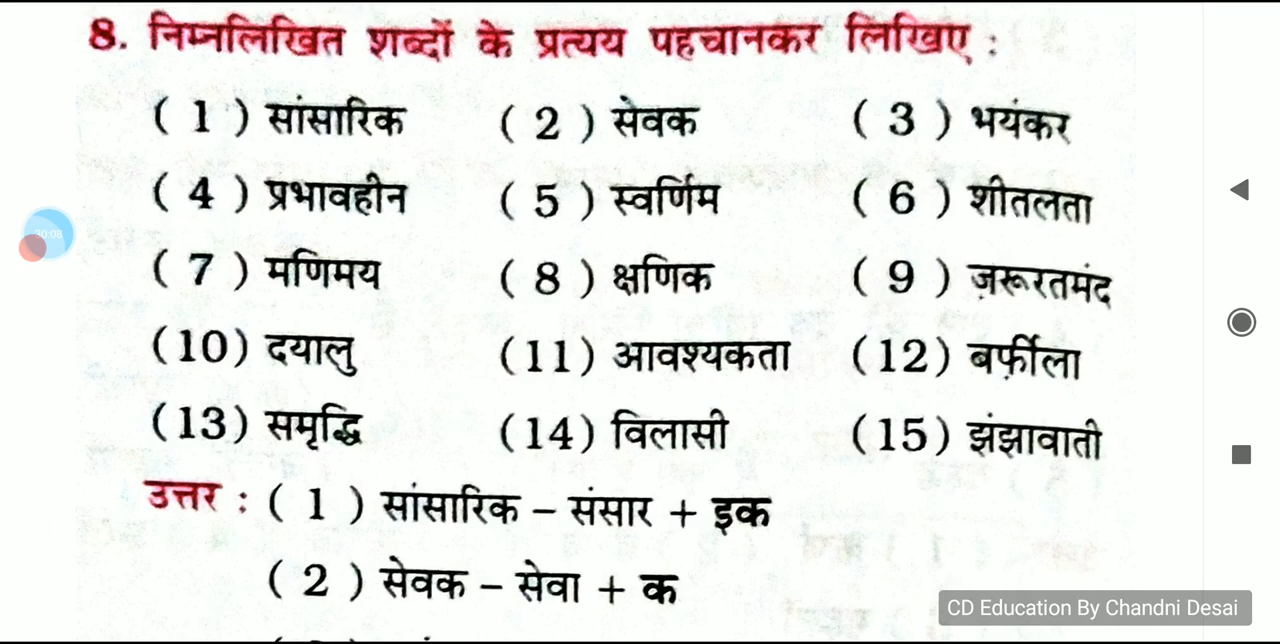 8. निम्नलिखित शब्दों के प्रत्यय पहचानकर लिखिए :
( 1 ) सांसारिक ( 2 ) सेवक ( 3 ) भयंकर
( 4 ) प्रभावहीन ( 5 ) स्वर्णिम ( 6 ) शीतलता
( 7 ) मणिमय ( 8 ) क्षणिक ( 9 ) ज़रूरतमंद
(10) दयालु (11) आवश्यकता (12) बर्फ़ीला
(13) समृद्धि (14) विलासी (15) झंझावाती
उत्तर : ( 1 ) सांसारिक – संसार + इक
( 2 ) सेवक – सेवा + क
30:08
CD Education By Chandni Desai